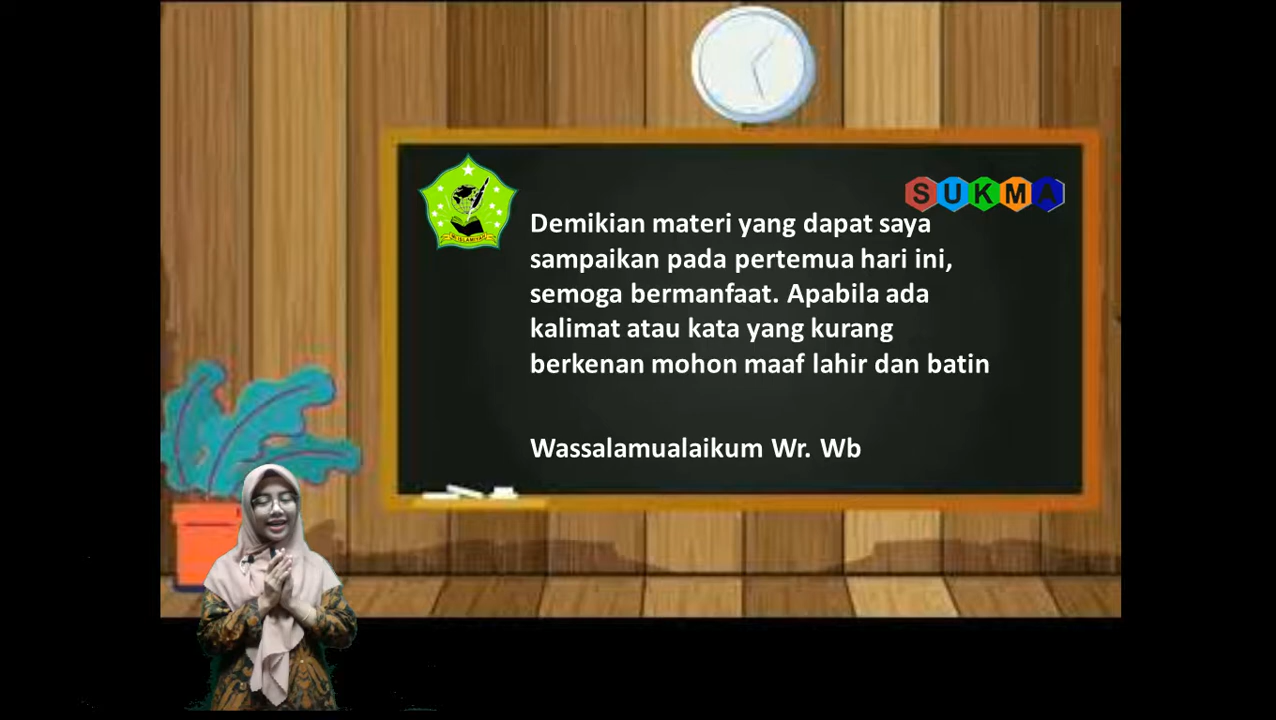 SUKMA
Demikian materi yang dapat saya
sampaikan pada pertemua hari ini,
semoga bermanfaat. Apabila ada
kalimat atau kata yang kurang
berkenan mohon maaf lahir dan batin
Wassalamualaikum Wr. Wb